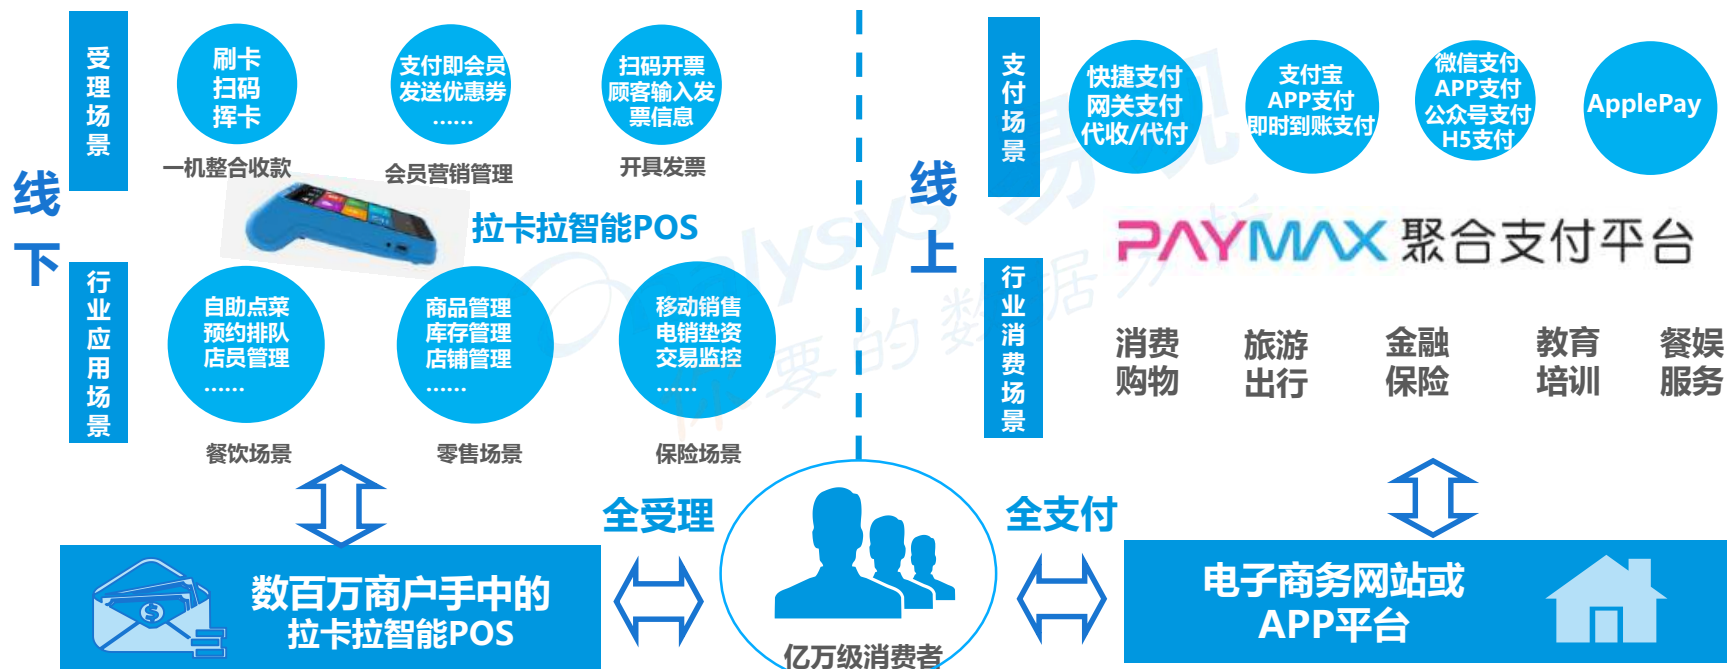 线下
受理场景
刷卡
扫码
挥卡
一机整合收款
支付即会员
发送优惠券
……
会员营销管理
扫码开票
顾客输入发
票信息
开具发票
拉卡拉智能POS
行业应用场景
自助点菜
预约排队
店员管理
……
餐饮场景
商品管理
库存管理
店铺管理
……
零售场景
移动销售
电销垫资
交易监控
……
保险场景
线上
支付场景
快捷支付
网关支付
代收/代付
支付宝
APP支付
即时到账支付
微信支付
APP支付
公众号支付
H5支付
ApplePay
PAYMAX 聚合支付平台
行业消费场景
消费
购物
旅游
出行
金融
保险
教育
培训
餐娱
服务
数百万商户手中的
拉卡拉智能POS
全受理
亿万级消费者
全支付
电子商务网站或
APP平台
Analysys 易观
你要的数据分析